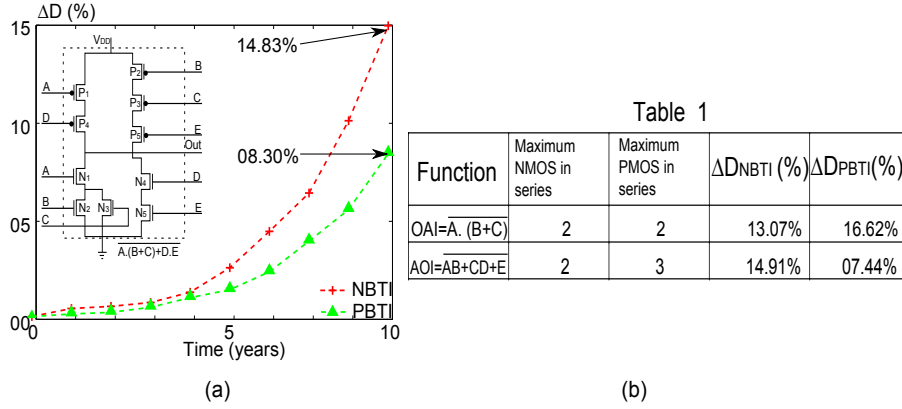 ΔD (%)
(a)
15
10
05
00
14.83%
08.30%
VDD
A
P1
P2
B
P3
C
D
P4
P5
E
Out
A
N1
N4
D
B
N2
N3
N5
E
C
A.(B+C)+D.E
NBTI
PBTI
0
5
10
Time (years)
(a)
Table 1
Function
Maximum NMOS in series
Maximum PMOS in series
ΔDNBTI (%)
ΔDPBTI(%)
OAI=A. (B+C)
2
2
13.07%
16.62%
AOI=AB+CD+E
2
3
14.91%
07.44%
(b)